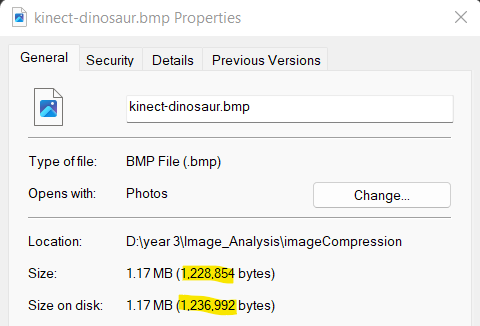 kinect-dinosaur.bmp Properties
General Security Details Previous Versions
kinect-dinosaur.bmp
Type of file: BMP File (.bmp)
Opens with: Photos Change...
Location: D:\year 3\Image_Analysis\imageCompression
Size: 1.17 MB (1,228,854 bytes)
Size on disk: 1.17 MB (1,236,992 bytes)